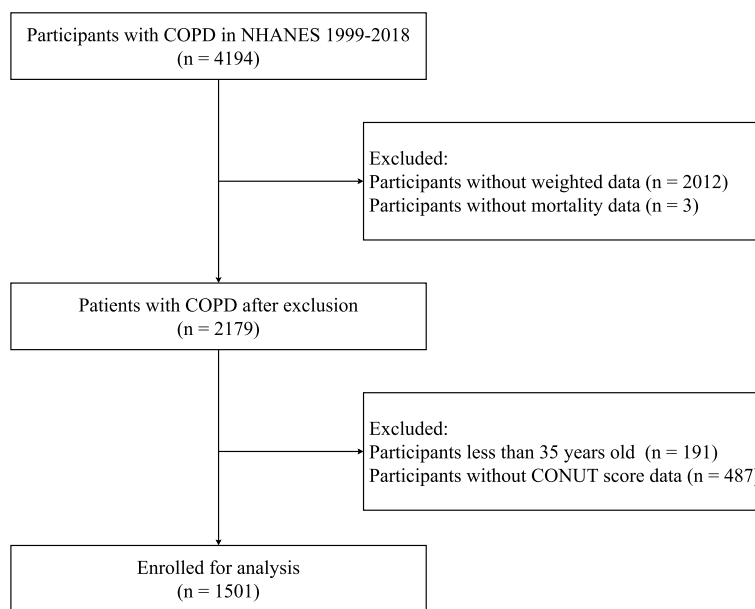 Participants with COPD in NHANES 1999-2018
(n = 4194)
Excluded:
Participants without weighted data (n = 2012)
Participants without mortality data (n = 3)
Patients with COPD after exclusion
(n = 2179)
Excluded:
Participants less than 35 years old (n = 191)
Participants without CONUT score data (n = 487)
Enrolled for analysis
(n = 1501)